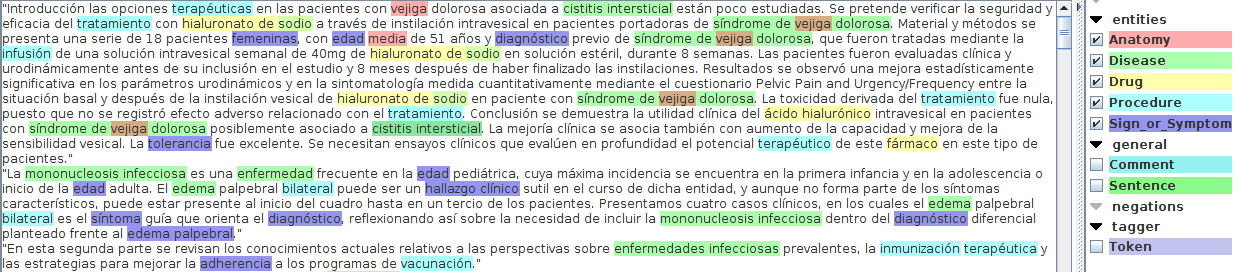 "Introducción las opciones terapéuticas en las pacientes con vejiga dolorosa asociada a cistitis intersticial están poco estudiadas. Se pretende verificar la seguridad y
eficacia del tratamiento con hialuronato de sodio a través de instilación intravesical en pacientes portadoras de síndrome de vejiga dolorosa. Material y métodos se
presenta una serie de 18 pacientes femeninas, con edad media de 51 años y diagnóstico previo de síndrome de vejiga dolorosa, que fueron tratadas mediante la
infusión de una solución intravesical semanal de 40mg de hialuronato de sodio en solución estéril, durante 8 semanas. Las pacientes fueron evaluadas clínica y
urodinámicamente antes de su inclusión en el estudio y 8 meses después de haber finalizado las instilaciones. Resultados se observó una mejora estadísticamente
significativa en los parámetros urodinámicos y en la sintomatología medida cuantitativamente mediante el cuestionario Pelvic Pain and Urgency/Frequency entre la
situación basal y después de la instilación vesical de hialuronato de sodio en paciente con síndrome de vejiga dolorosa. La toxicidad derivada del tratamiento fue nula,
puesto que no se registró efecto adverso relacionado con el tratamiento. Conclusión se demuestra la utilidad clínica del ácido hialurónico intravesical en pacientes
con síndrome de vejiga dolorosa posiblemente asociado a cistitis intersticial. La mejoría clínica se asocia también con aumento de la capacidad y mejora de la
sensibilidad vesical. La tolerancia fue excelente. Se necesitan ensayos clínicos que evalúen en profundidad el potencial terapéutico de este fármaco en este tipo de
pacientes."
"La mononucleosis infecciosa es una enfermedad frecuente en la edad pediátrica, cuya máxima incidencia se encuentra en la primera infancia y en la adolescencia o
inicio de la edad adulta. El edema palpebral bilateral puede ser un hallazgo clínico sutil en el curso de dicha entidad, y aunque no forma parte de los síntomas
característicos, puede estar presente al inicio del cuadro hasta en un tercio de los pacientes. Presentamos cuatro casos clínicos, en los cuales el edema palpebral
bilateral es el síntoma guía que orienta el diagnóstico, reflexionando así sobre la necesidad de incluir la mononucleosis infecciosa dentro del diagnóstico diferencial
planteado frente al edema palpebral."
"En esta segunda parte se revisan los conocimientos actuales relativos a las perspectivas sobre enfermedades infecciosas prevalentes, la inmunización terapéutica y
las estrategias para mejorar la adherencia a los programas de vacunación."
entities
Anatomy
Disease
Drug
Procedure
Sign_or_Symptom
general
Comment
Sentence
negations
tagger
Token